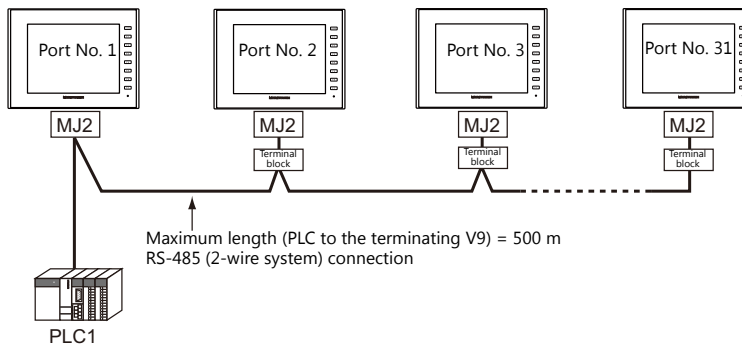 Port No. 1
Port No. 2
Port No. 3
Port No. 31
MJ2
MJ2
MJ2
MJ2
Terminal
block
Terminal
block
Terminal
block
Maximum length (PLC to the terminating V9) = 500 m
RS-485 (2-wire system) connection
PLC1